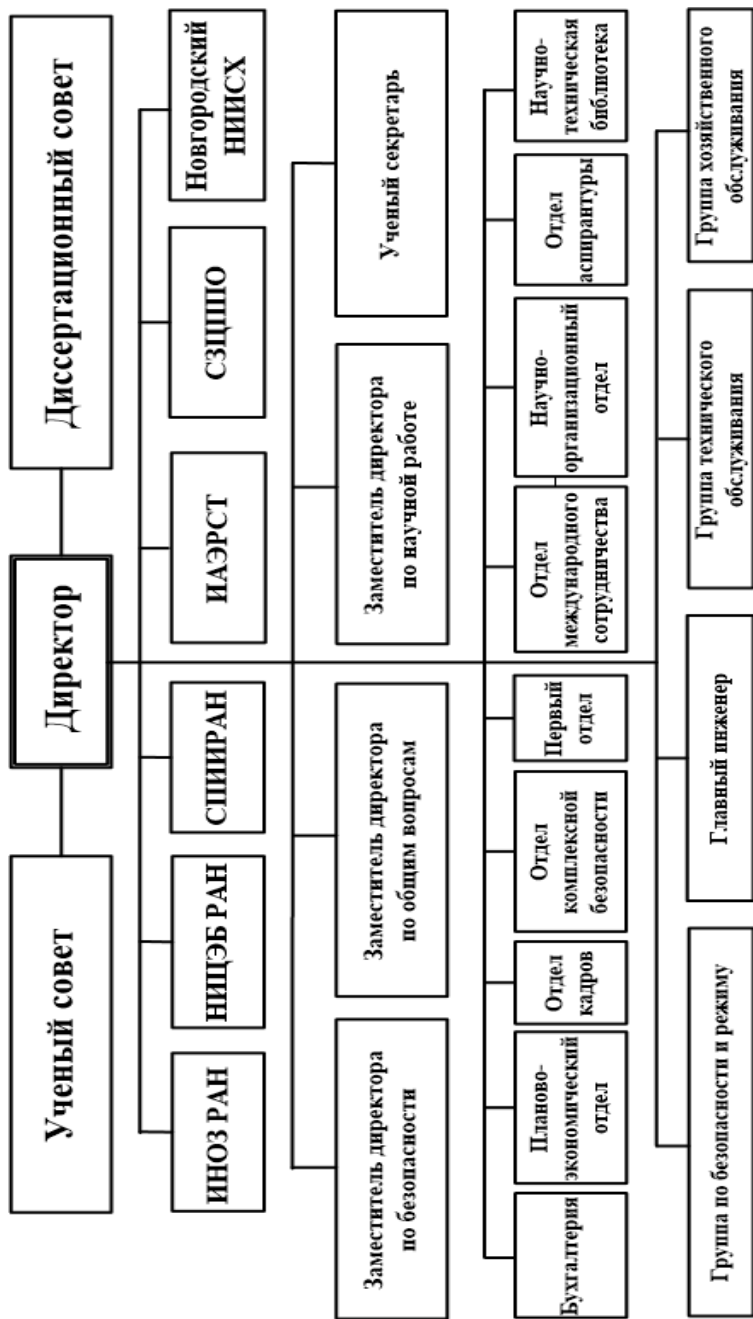 Ученый совет
Директор
Диссертационный совет
ИНОЗ РАН
НИЦЭБ РАН
СПИИРАН
ИАЭРСТ
СЗЦППО
Новгородский
НИИСХ
Заместитель директора
по безопасности
Заместитель директора
по общим вопросам
Заместитель директора
по научной работе
Ученый секретарь
Бухгалтерия
Планово-
экономический
отдел
Отдел
кадров
Отдел
комплексной
безопасности
Первый
отдел
Отдел
международного
сотрудничества
Научно-
организационный
отдел
Отдел
аспирантуры
Научно-
техническая
библиотека
Группа по безопасности и режиму
Главный инженер
Группа технического
обслуживания
Группа хозяйственного
обслуживания